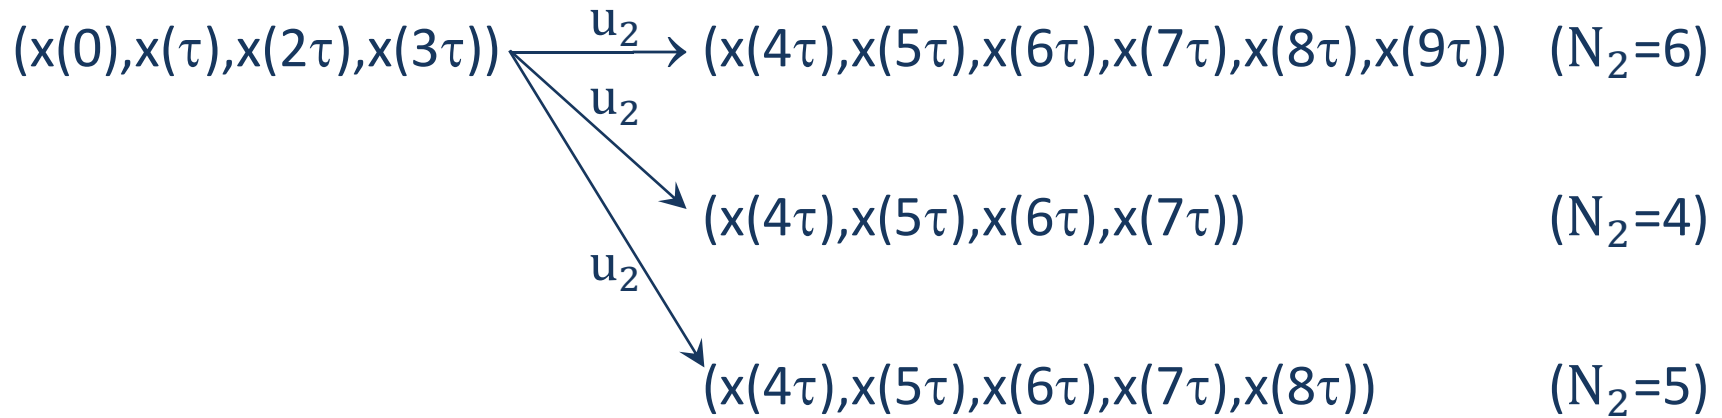 (x(0),x(τ),x(2τ),x(3τ)) u₂ (x(4τ),x(5τ),x(6τ),x(7τ),x(8τ),x(9τ)) (N₂=6)
u₂
(x(4τ),x(5τ),x(6τ),x(7τ)) (N₂=4)
u₂
(x(4τ),x(5τ),x(6τ),x(7τ),x(8τ)) (N₂=5)